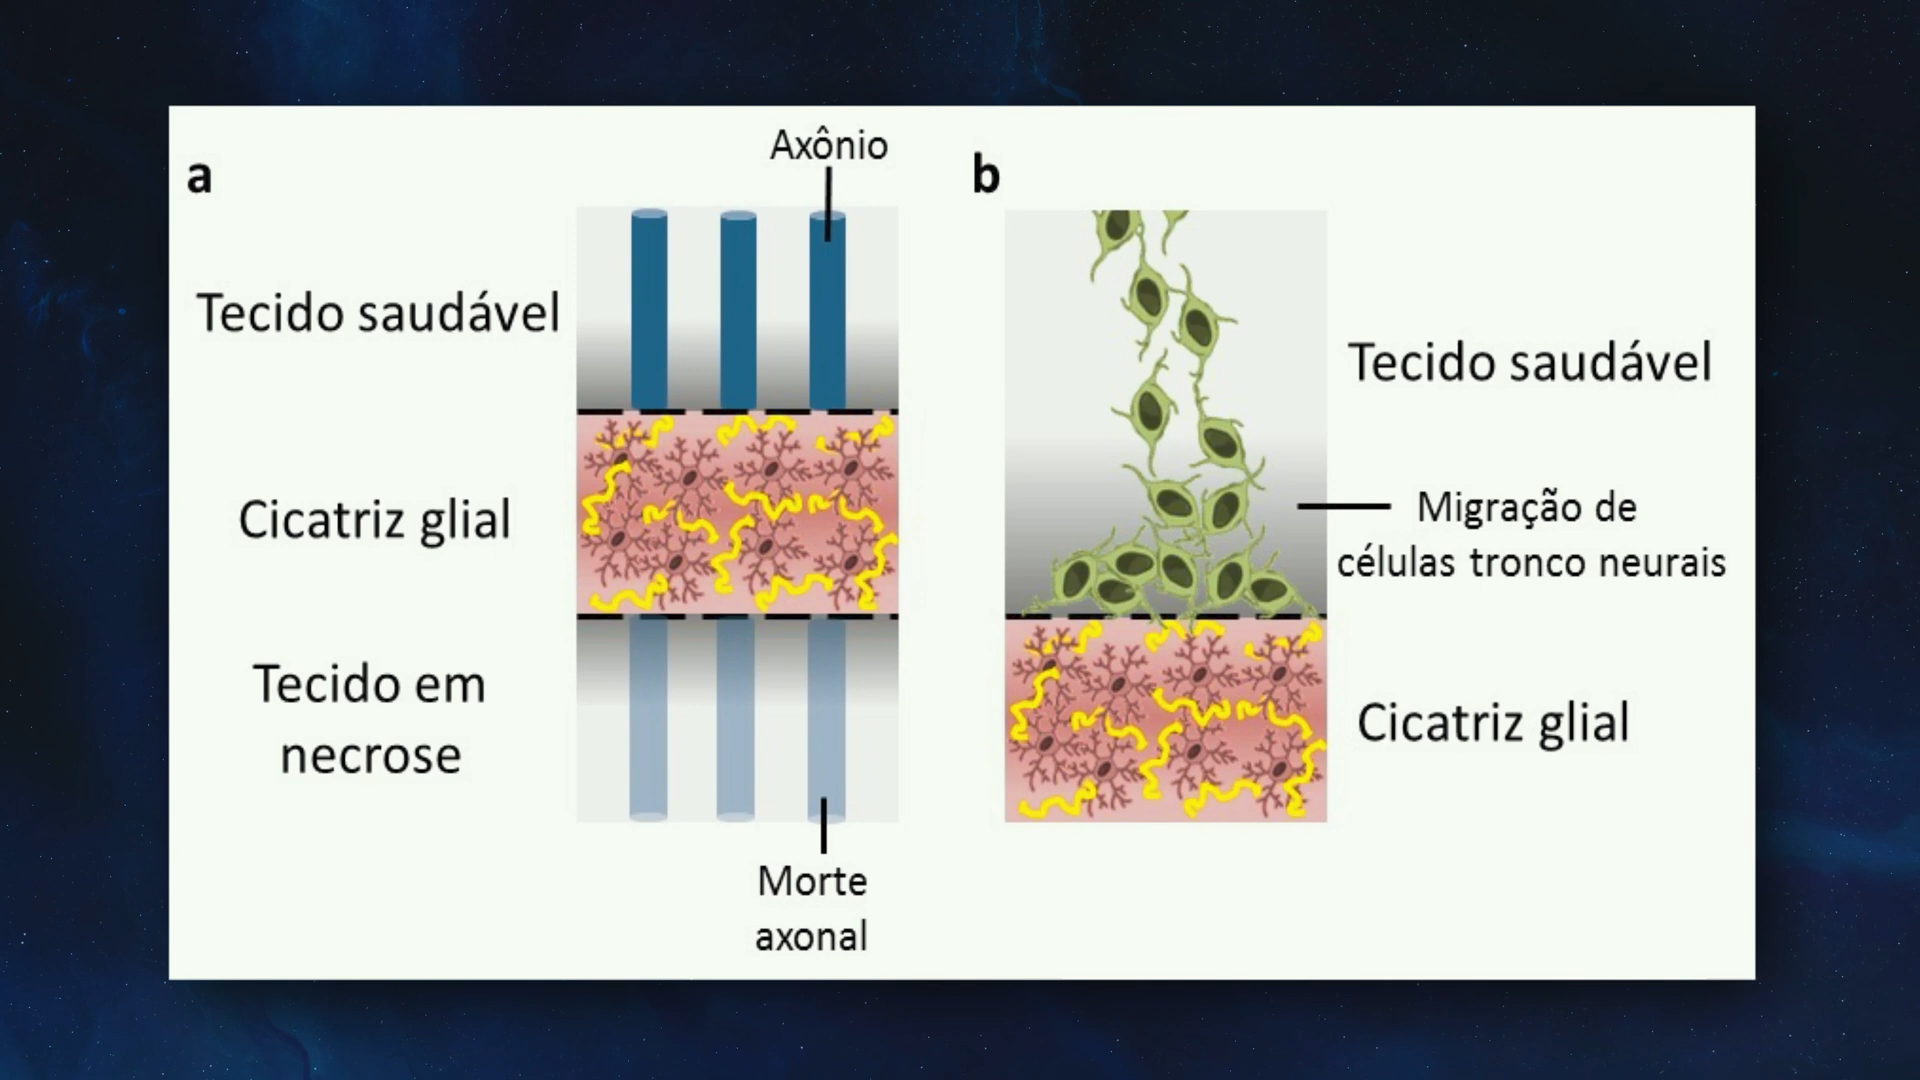 a
Axônio
Tecido saudável
Cicatriz glial
Tecido em
necrose
Morte
axonal
b
Tecido saudável
Migração de
células tronco neurais
Cicatriz glial